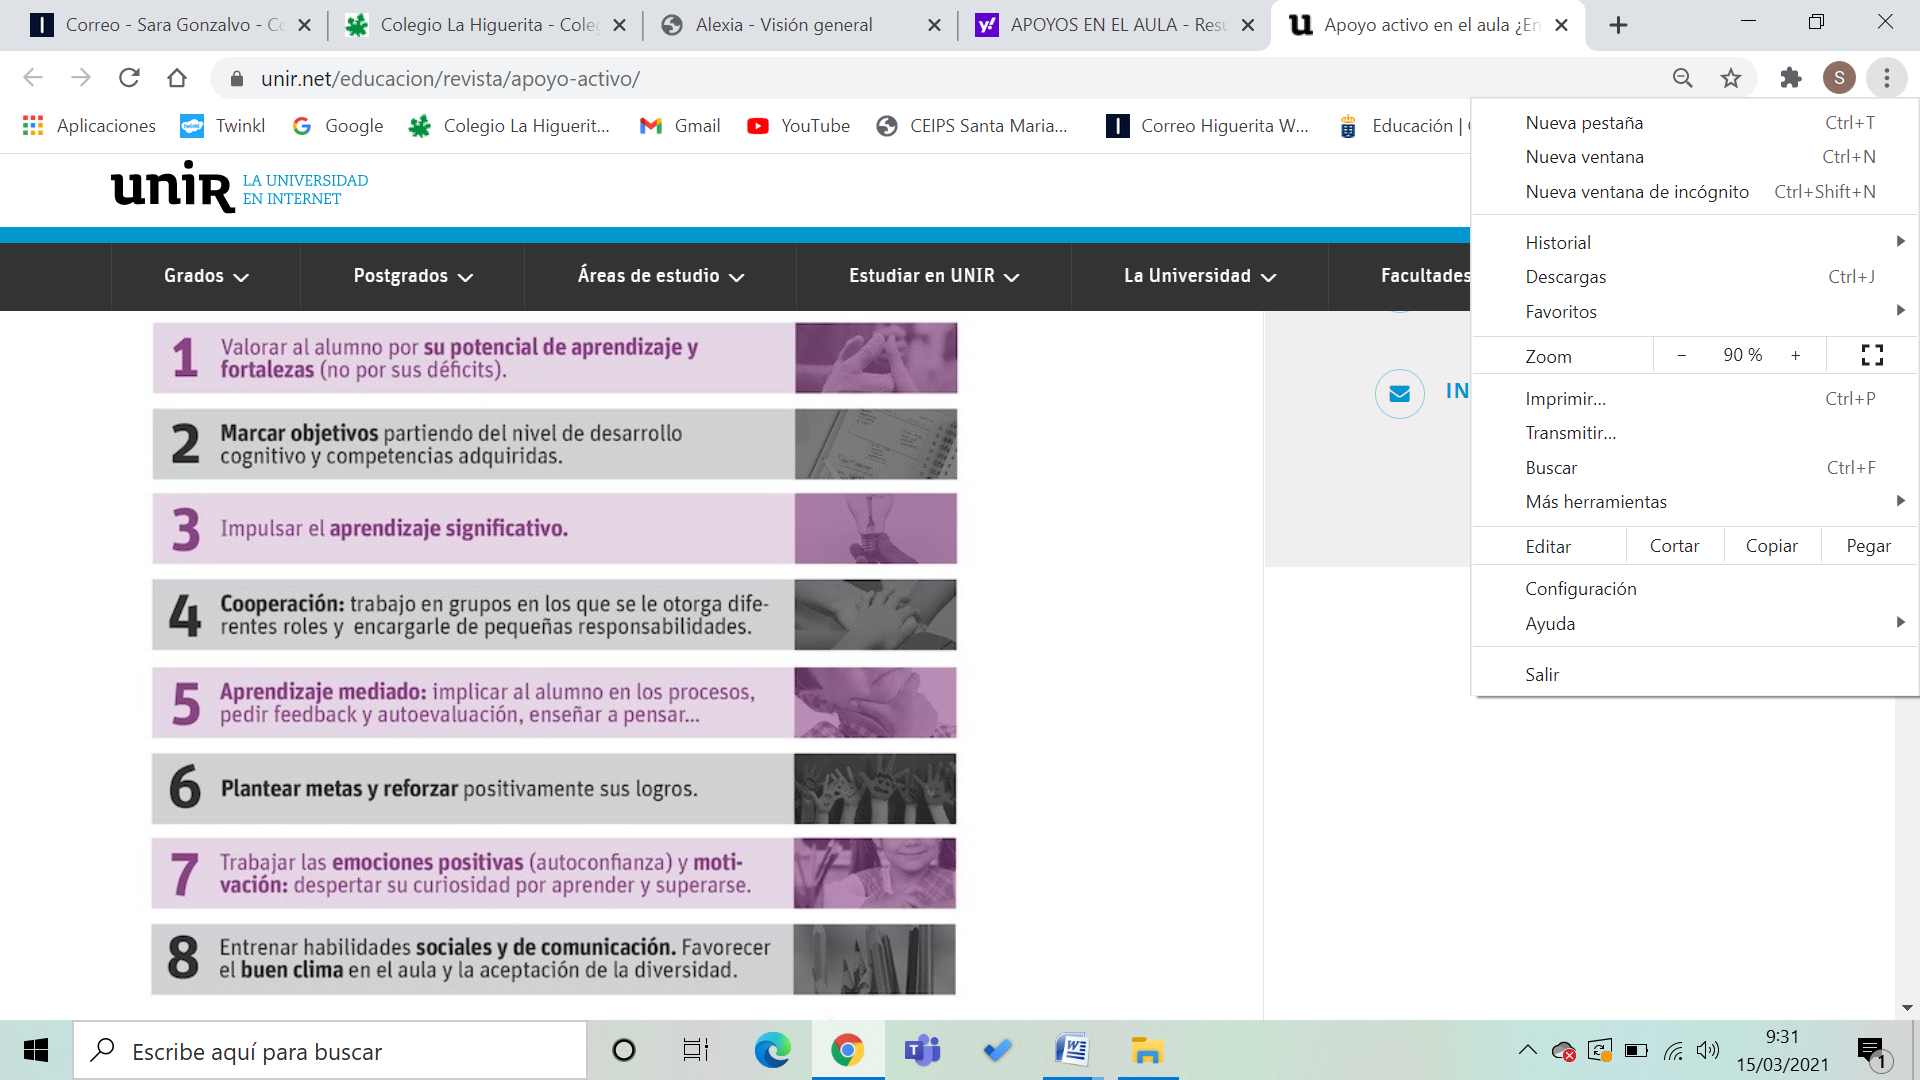 Correo - Sara Gonzalvo - Co
Colegio La Higuerita - Coleg
Alexia - Visión general
APOYOS EN EL AULA - Resu
Apoyo activo en el aula ¿En
unir.net/educacion/revista/apoyo-activo/
S
Aplicaciones
Twinkl
Google
Colegio La Higuerit...
Gmail
YouTube
CEIPS Santa Maria...
Correo Higuerita W...
Educación |
unir LA UNIVERSIDAD
EN INTERNET
Grados
Postgrados
Áreas de estudio
Estudiar en UNIR
La Universidad
Facultades
1 Valorar al alumno por su potencial de aprendizaje y
fortalezas (no por sus déficits).
2 Marcar objetivos partiendo del nivel de desarrollo
cognitivo y competencias adquiridas.
3 Impulsar el aprendizaje significativo.
4 Cooperación: trabajo en grupos en los que se le otorga dife-
rentes roles y encargarle de pequeñas responsabilidades.
5 Aprendizaje mediado: implicar al alumno en los procesos,
pedir feedback y autoevaluación, enseñar a pensar...
6 Plantear metas y reforzar positivamente sus logros.
7 Trabajar las emociones positivas (autoconfianza) y moti-
vación: despertar su curiosidad por aprender y superarse.
8 Entrenar habilidades sociales y de comunicación. Favorecer
el buen clima en el aula y la aceptación de la diversidad.
IN
Nueva pestaña Ctrl+T
Nueva ventana Ctrl+N
Nueva ventana de incógnito Ctrl+Shift+N
Historial
Descargas Ctrl+J
Favoritos
Zoom - 90 % +
Imprimir... Ctrl+P
Transmitir...
Buscar Ctrl+F
Más herramientas
Editar Cortar Copiar Pegar
Configuración
Ayuda
Salir
Escribe aquí para buscar
9:31
15/03/2021
1